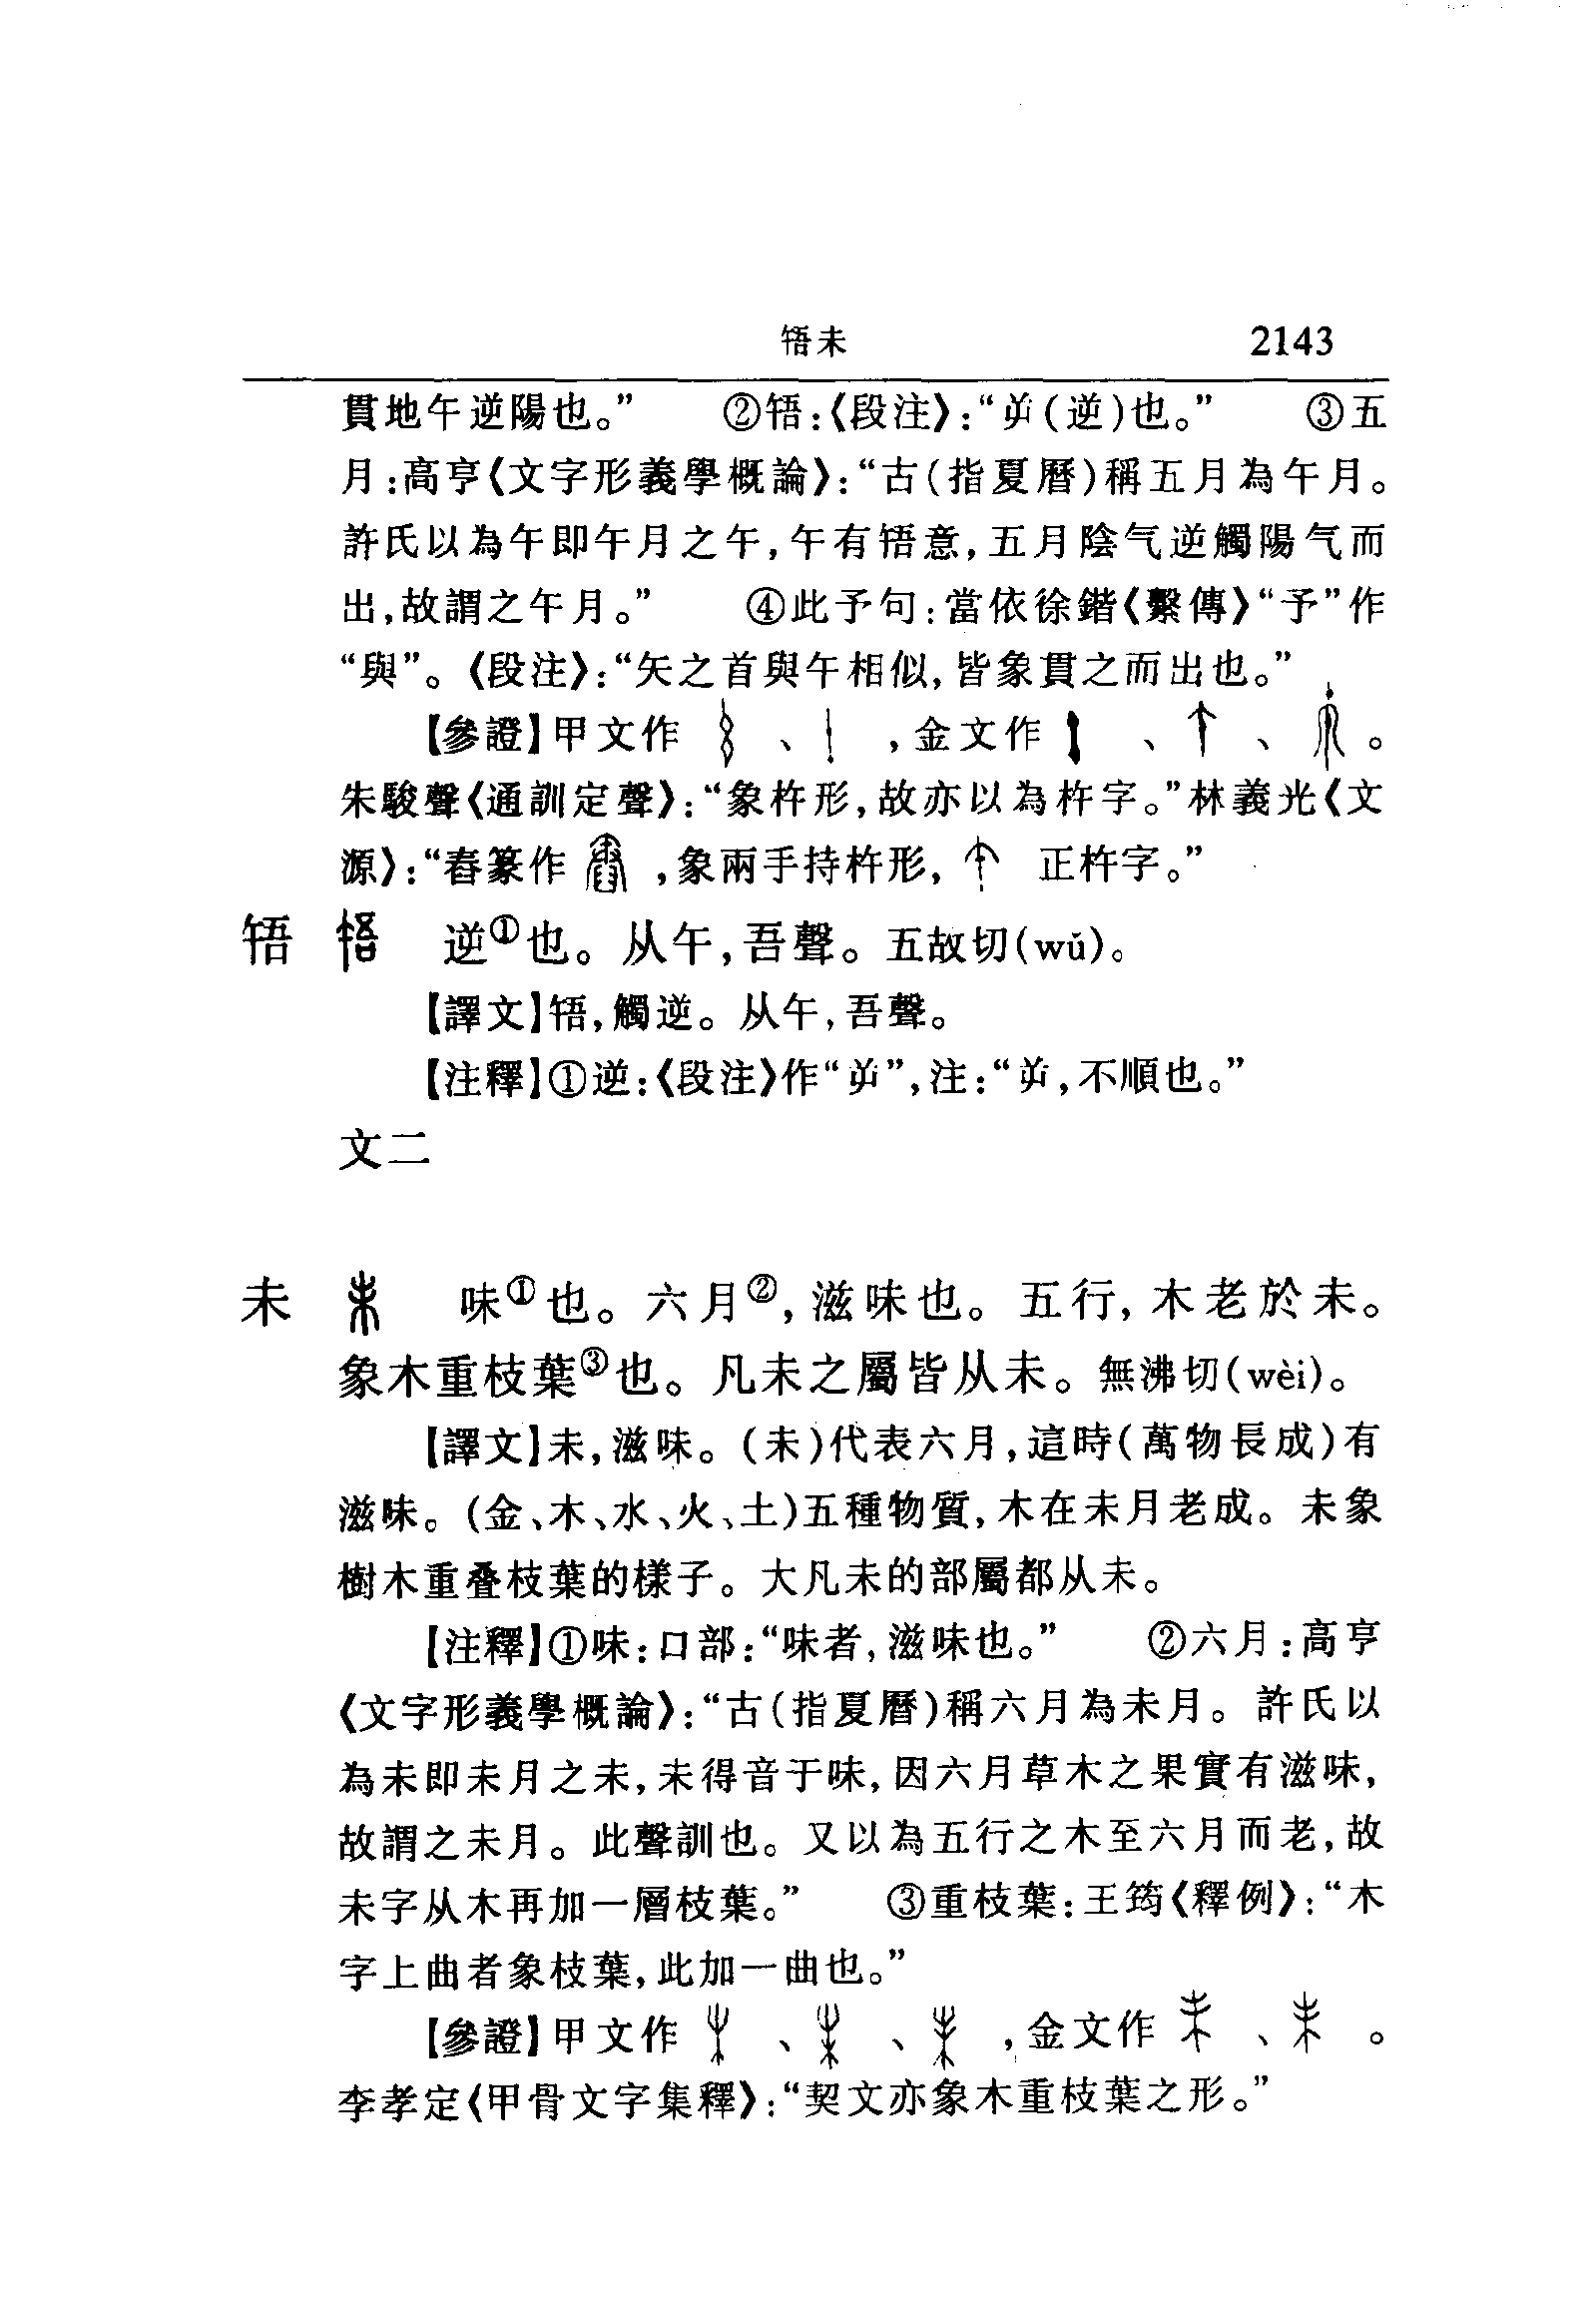 啎未 2143
貫地午逆陽也。” ②啎：《段注》：“屰（逆）也。” ③五
月：高亨《文字形義學概論》：“古（指夏曆）稱五月為午月。
許氏以為午即午月之午，午有啎意，五月陰气逆觸陽气而
出，故謂之午月。” ④此予句：當依徐鍇《繫傳》“予”作
“與”。《段注》：“矢之首與午相似，皆象貫之而出也。”
【參證】甲文作 、 ，金文作 、 、 。
朱駿聲《通訓定聲》：“象杵形，故亦以為杵字。”林義光《文
源》：“舂篆作 ，象兩手持杵形， 正杵字。”
啎 逆①也。从午，吾聲。五故切（wǔ）。
【譯文】啎，觸逆。从午，吾聲。
【注釋】①逆：《段注》作“屰”，注：“屰，不順也。”
文二
未 味①也。六月②，滋味也。五行，木老於未。
象木重枝葉③也。凡未之屬皆从未。無沸切（wèi）。
【譯文】未，滋味。（未）代表六月，這時（萬物長成）有
滋味。（金、木、水、火、土）五種物質，木在未月老成。未象
樹木重叠枝葉的樣子。大凡未的部屬都从未。
【注釋】①味：口部：“味者，滋味也。” ②六月：高亨
《文字形義學概論》：“古（指夏曆）稱六月為未月。許氏以
為未即未月之未，未得音于味，因六月草木之果實有滋味，
故謂之未月。此聲訓也。又以為五行之木至六月而老，故
未字从木再加一層枝葉。” ③重枝葉：王筠《釋例》：“木
字上曲者象枝葉，此加一曲也。”
【參證】甲文作 、 、 ，金文作 、 。
李孝定《甲骨文字集釋》：“契文亦象木重枝葉之形。”